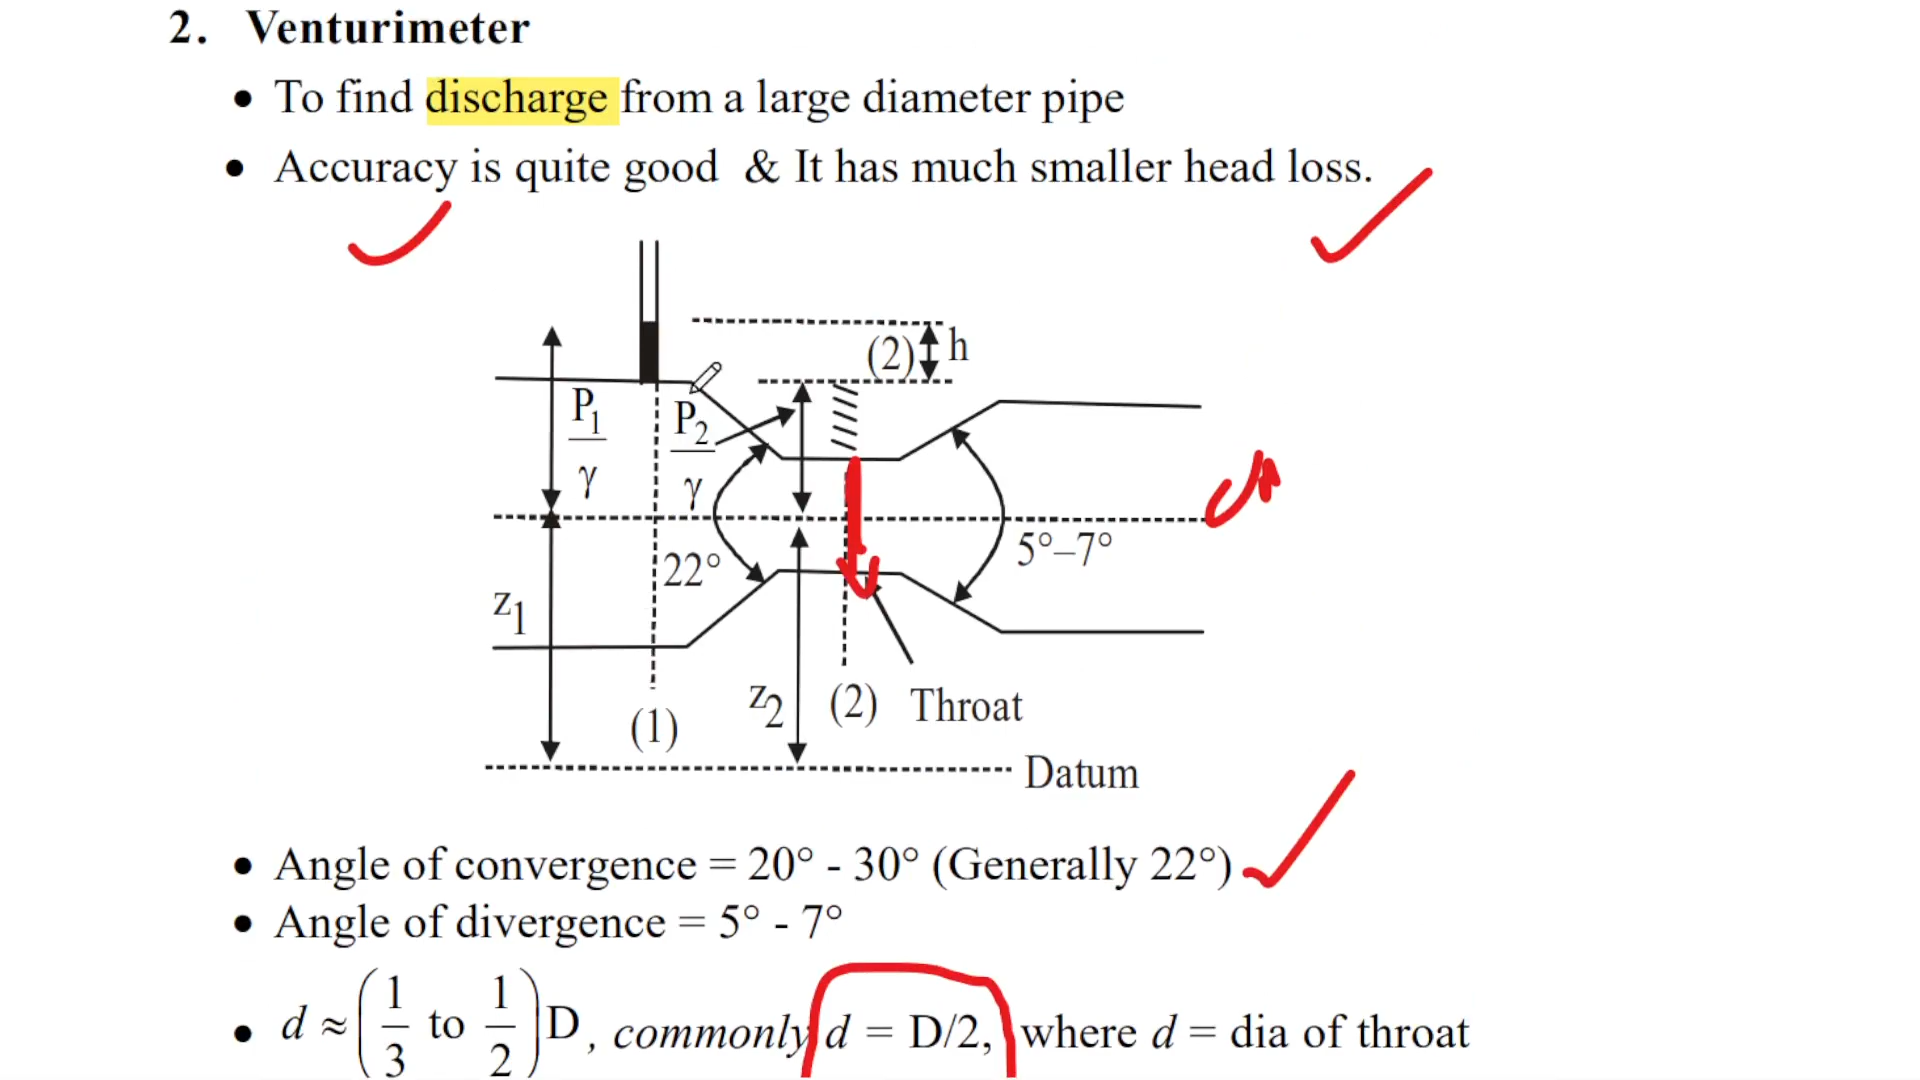 2. Venturimeter
• To find discharge from a large diameter pipe
• Accuracy is quite good & It has much smaller head loss.
(2) h
P₁/γ
P₂/γ
22°
5°–7°
z₁
z₂
(1)
(2) Throat
Datum
• Angle of convergence = 20° - 30° (Generally 22°)
• Angle of divergence = 5° - 7°
• d ≈ (1/3 to 1/2) D, commonly d = D/2, where d = dia of throat